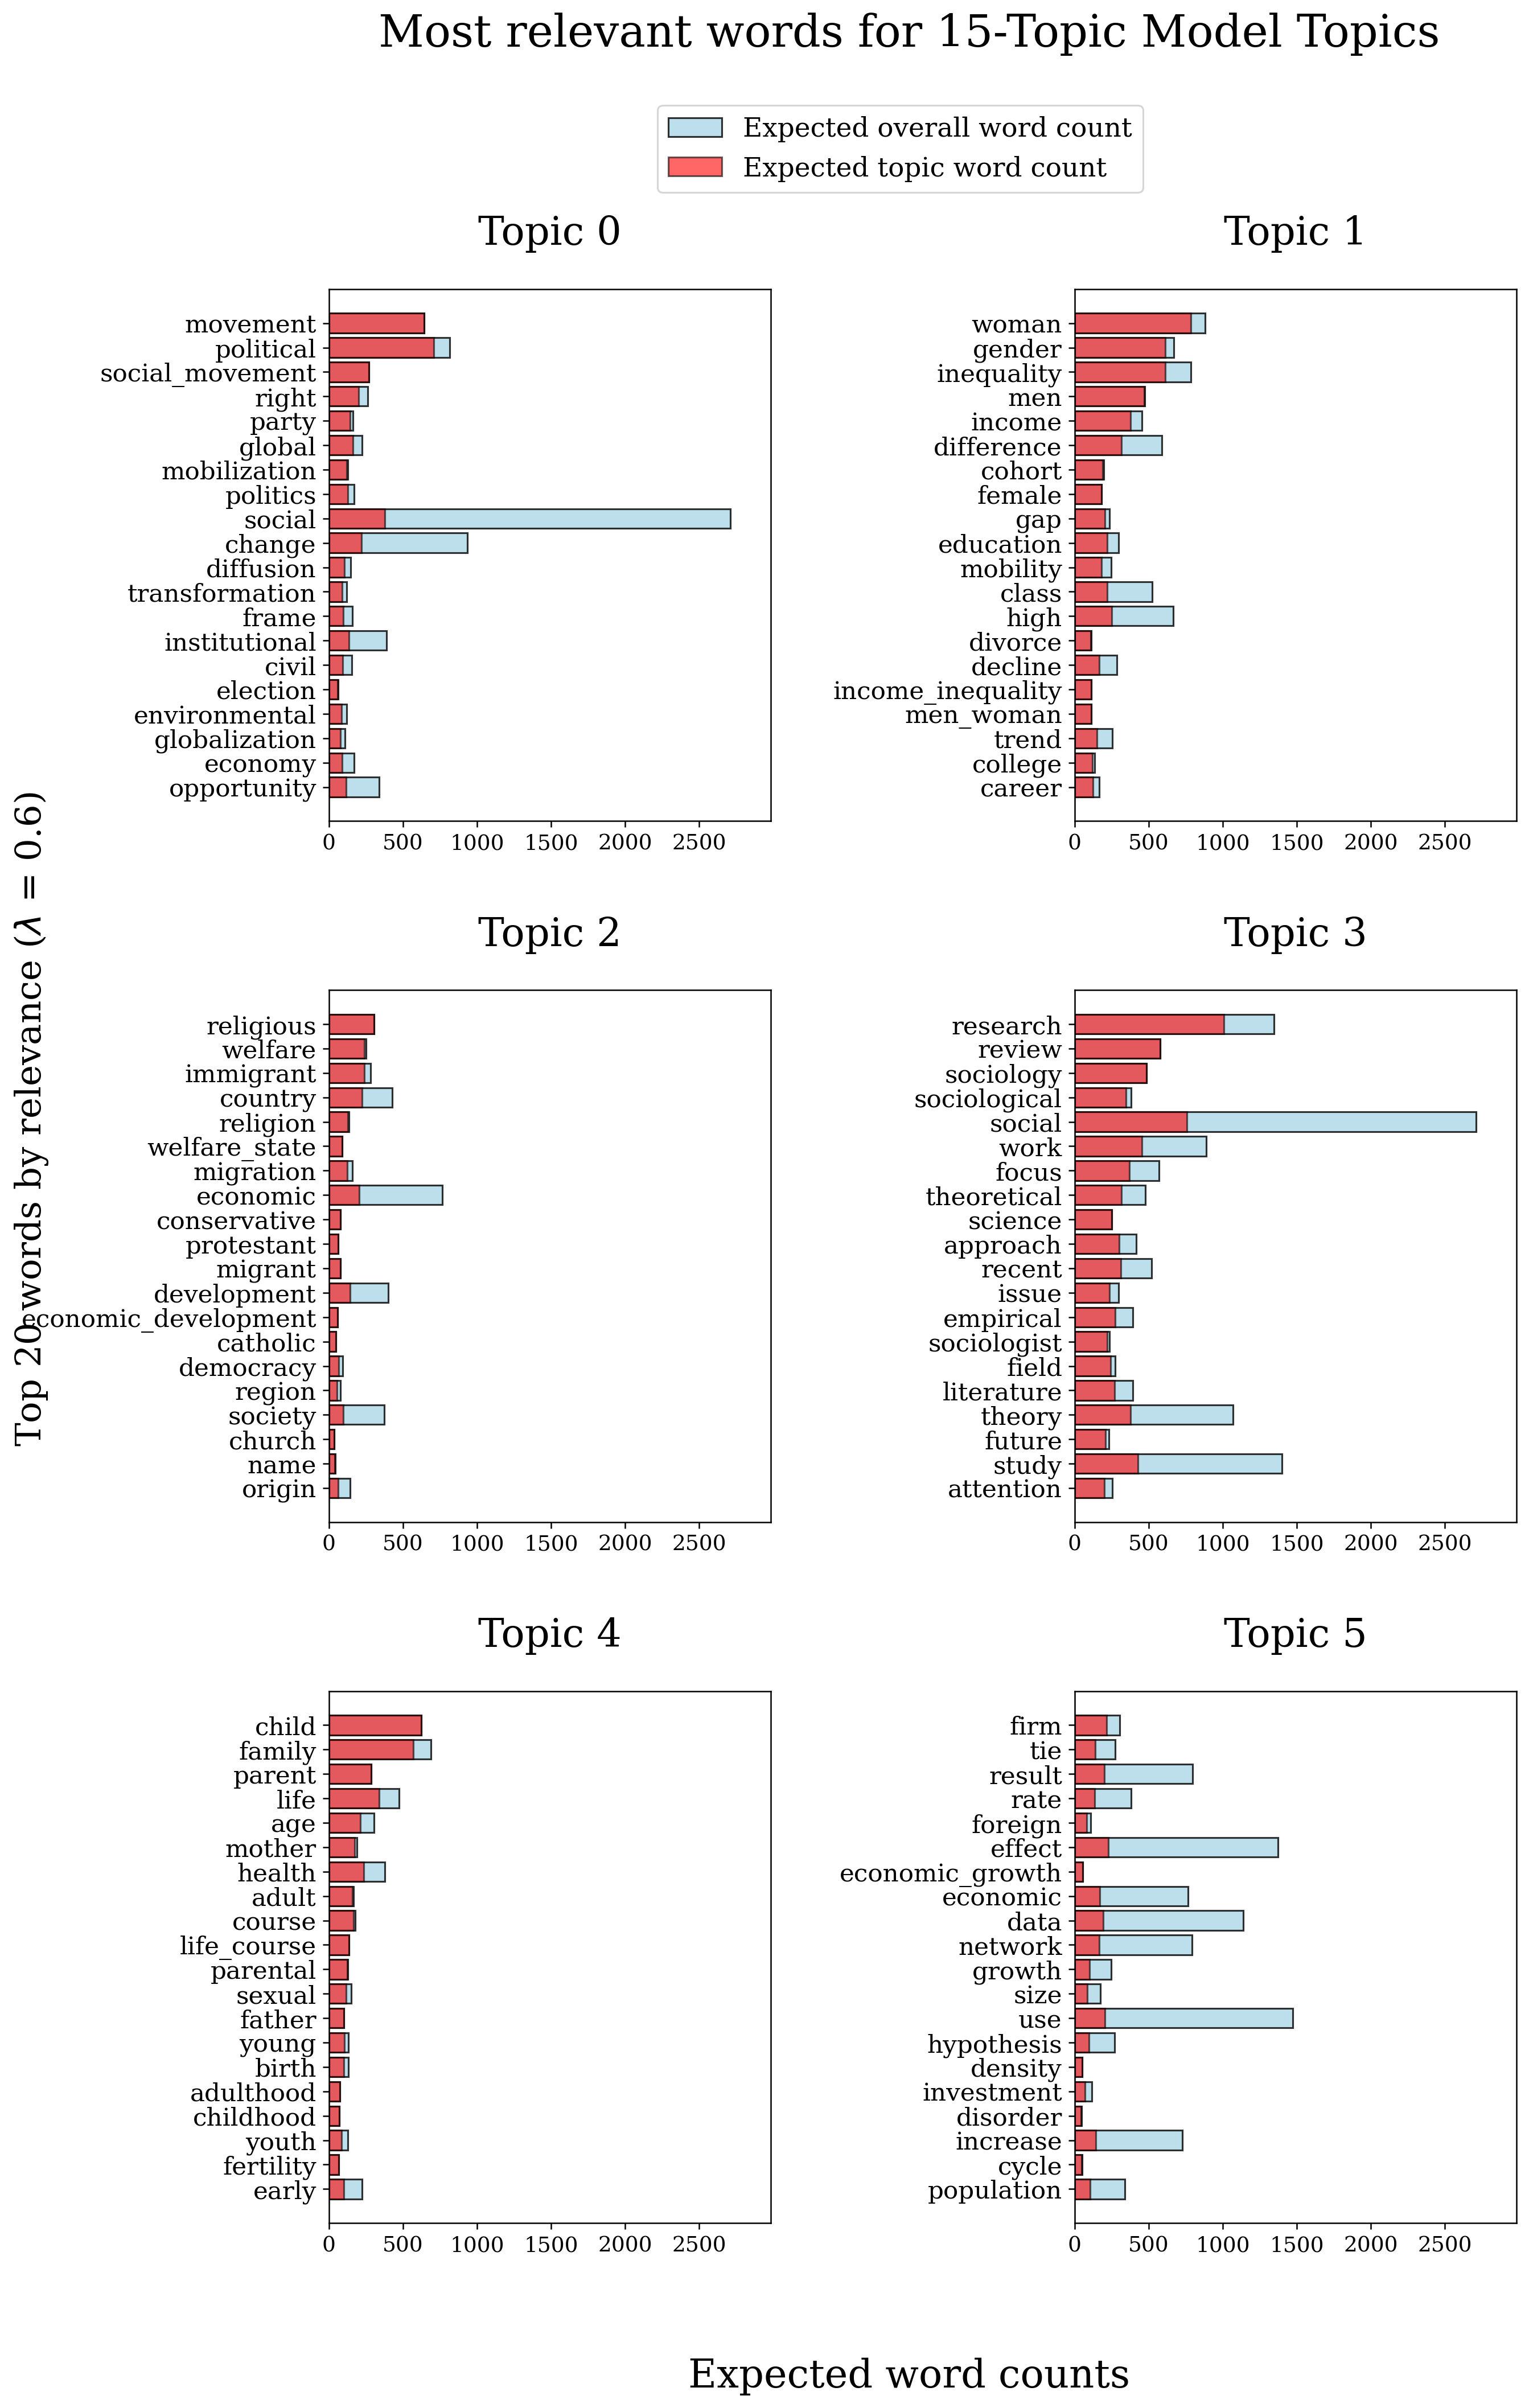 Most relevant words for 15-Topic Model Topics
Expected overall word count
Expected topic word count
Topic 0
movement
political
social_movement
right
party
global
mobilization
politics
social
change
diffusion
transformation
frame
institutional
civil
election
environmental
globalization
economy
opportunity
0 500 1000 1500 2000 2500
Topic 1
woman
gender
inequality
men
income
difference
cohort
female
gap
education
mobility
class
high
divorce
decline
income_inequality
men_woman
trend
college
career
0 500 1000 1500 2000 2500
Top 20 words by relevance (λ = 0.6)
Topic 2
religious
welfare
immigrant
country
religion
welfare_state
migration
economic
conservative
protestant
migrant
development
economic_development
catholic
democracy
region
society
church
name
origin
0 500 1000 1500 2000 2500
Topic 3
research
review
sociology
sociological
social
work
focus
theoretical
science
approach
recent
issue
empirical
sociologist
field
literature
theory
future
study
attention
0 500 1000 1500 2000 2500
Topic 4
child
family
parent
life
age
mother
health
adult
course
life_course
parental
sexual
father
young
birth
adulthood
childhood
youth
fertility
early
0 500 1000 1500 2000 2500
Topic 5
firm
tie
result
rate
foreign
effect
economic_growth
economic
data
network
growth
size
use
hypothesis
density
investment
disorder
increase
cycle
population
0 500 1000 1500 2000 2500
Expected word counts